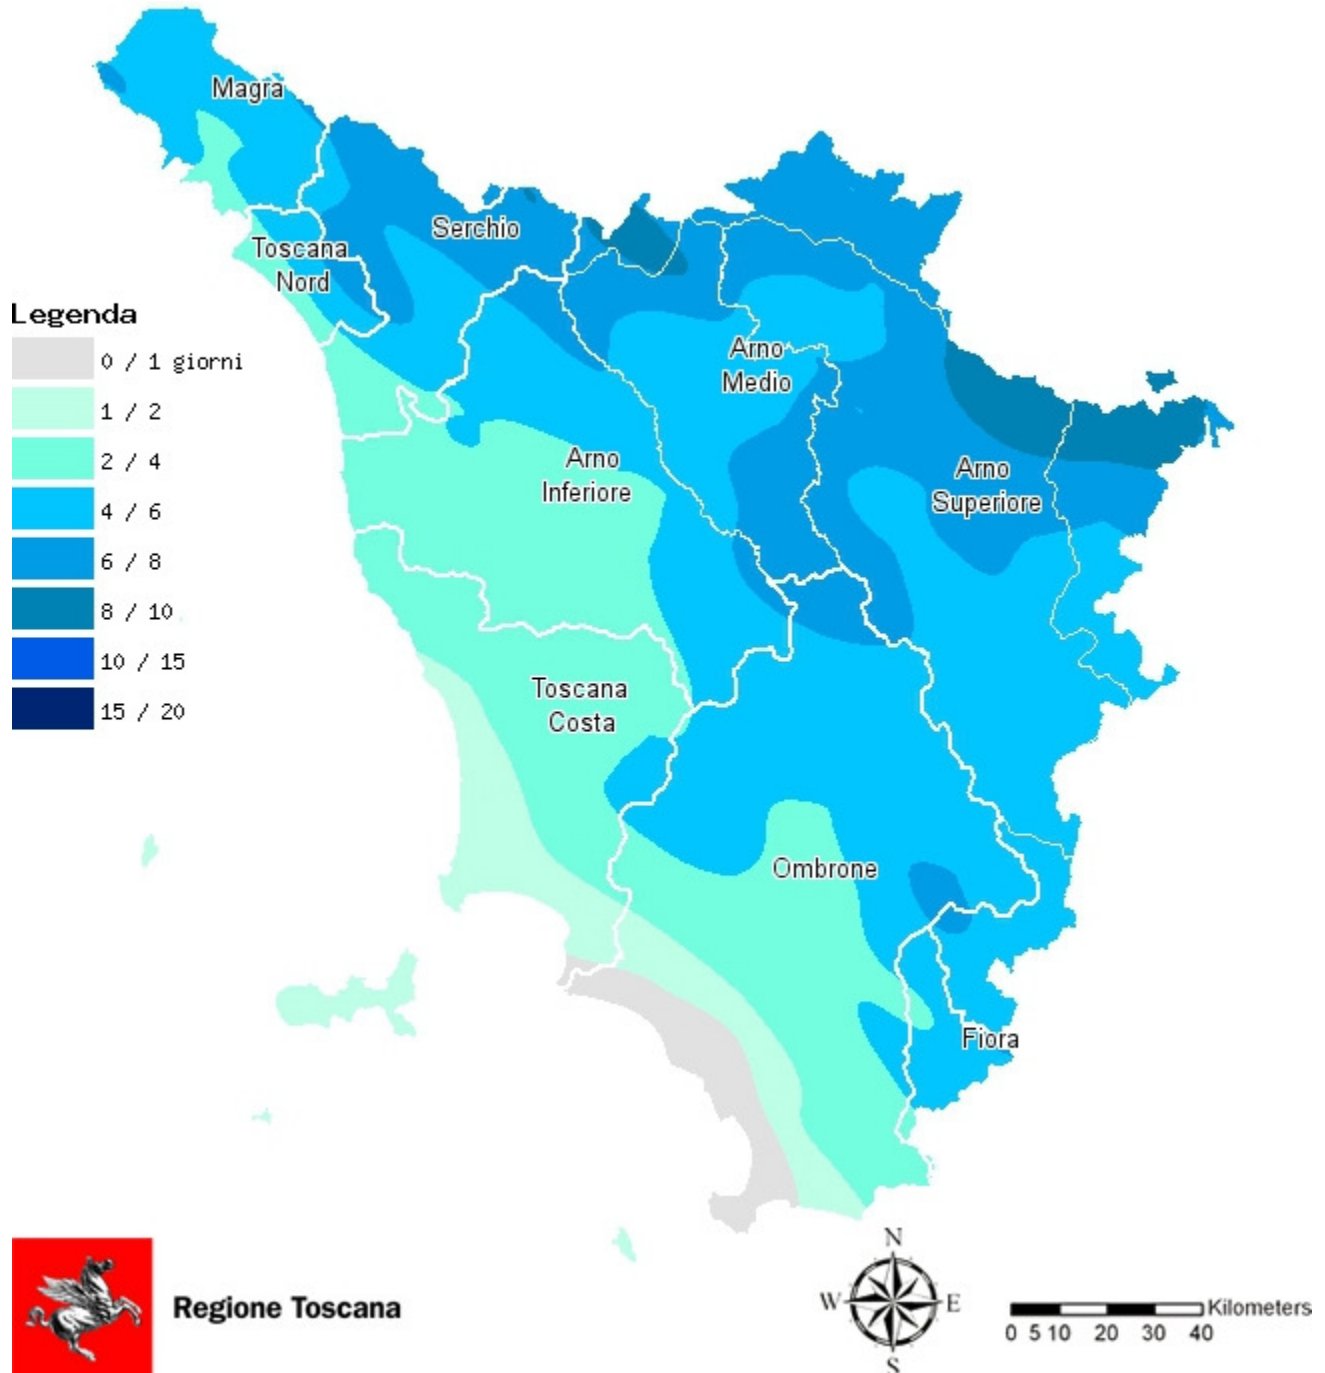 Magra
Serchio
Toscana
Nord
Legenda
0 / 1 giorni
1 / 2
2 / 4
4 / 6
6 / 8
8 / 10
10 / 15
15 / 20
Arno
Medio
Arno
Inferiore
Arno
Superiore
Toscana
Costa
Ombrone
Fiora
Regione Toscana
N
W
E
S
Kilometers
0 5 10 20 30 40